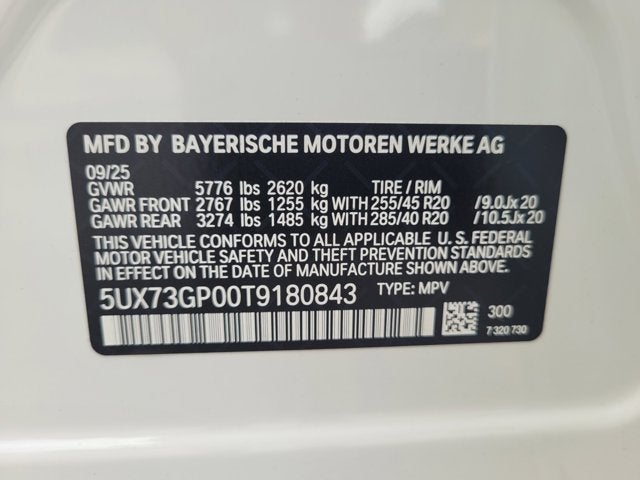 MFD BY BAYERISCHE MOTOREN WERKE AG
09/25
GVWR 5776 lbs 2620 kg TIRE / RIM
GAWR FRONT 2767 lbs 1255 kg WITH 255/45 R20 /9.0Jx20
GAWR REAR 3274 lbs 1485 kg WITH 285/40 R20 /10.5Jx20
THIS VEHICLE CONFORMS TO ALL APPLICABLE U.S. FEDERAL
MOTOR VEHICLE SAFETY AND THEFT PREVENTION STANDARDS
IN EFFECT ON THE DATE OF MANUFACTURE SHOWN ABOVE.
5UX73GP00T9180843 TYPE: MPV
300
7 320 730